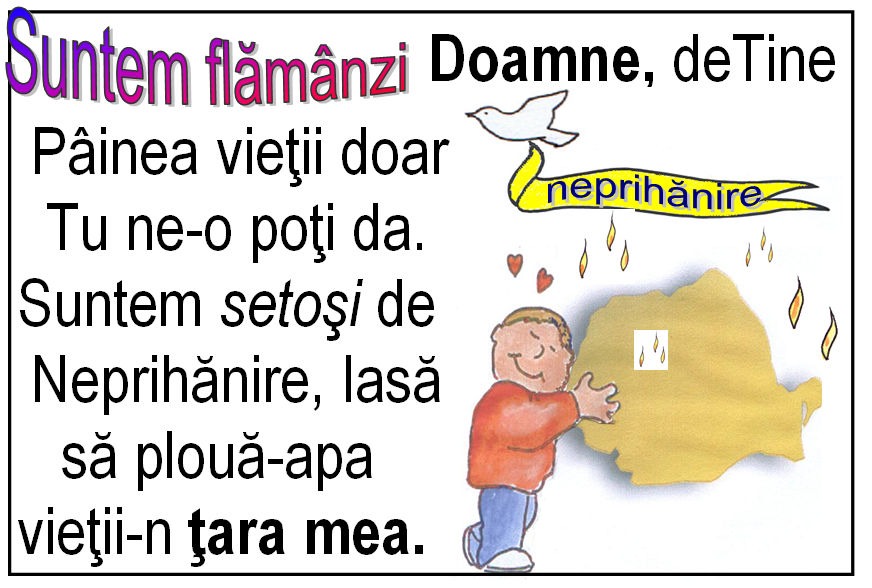 Suntem flămânzi Doamne, deTine
Pâinea vieţii doar
Tu ne-o poţi da.
Suntem setoşi de
Neprihănire, lasă
să plouă-apa
vieţii-n ţara mea.
neprihănire